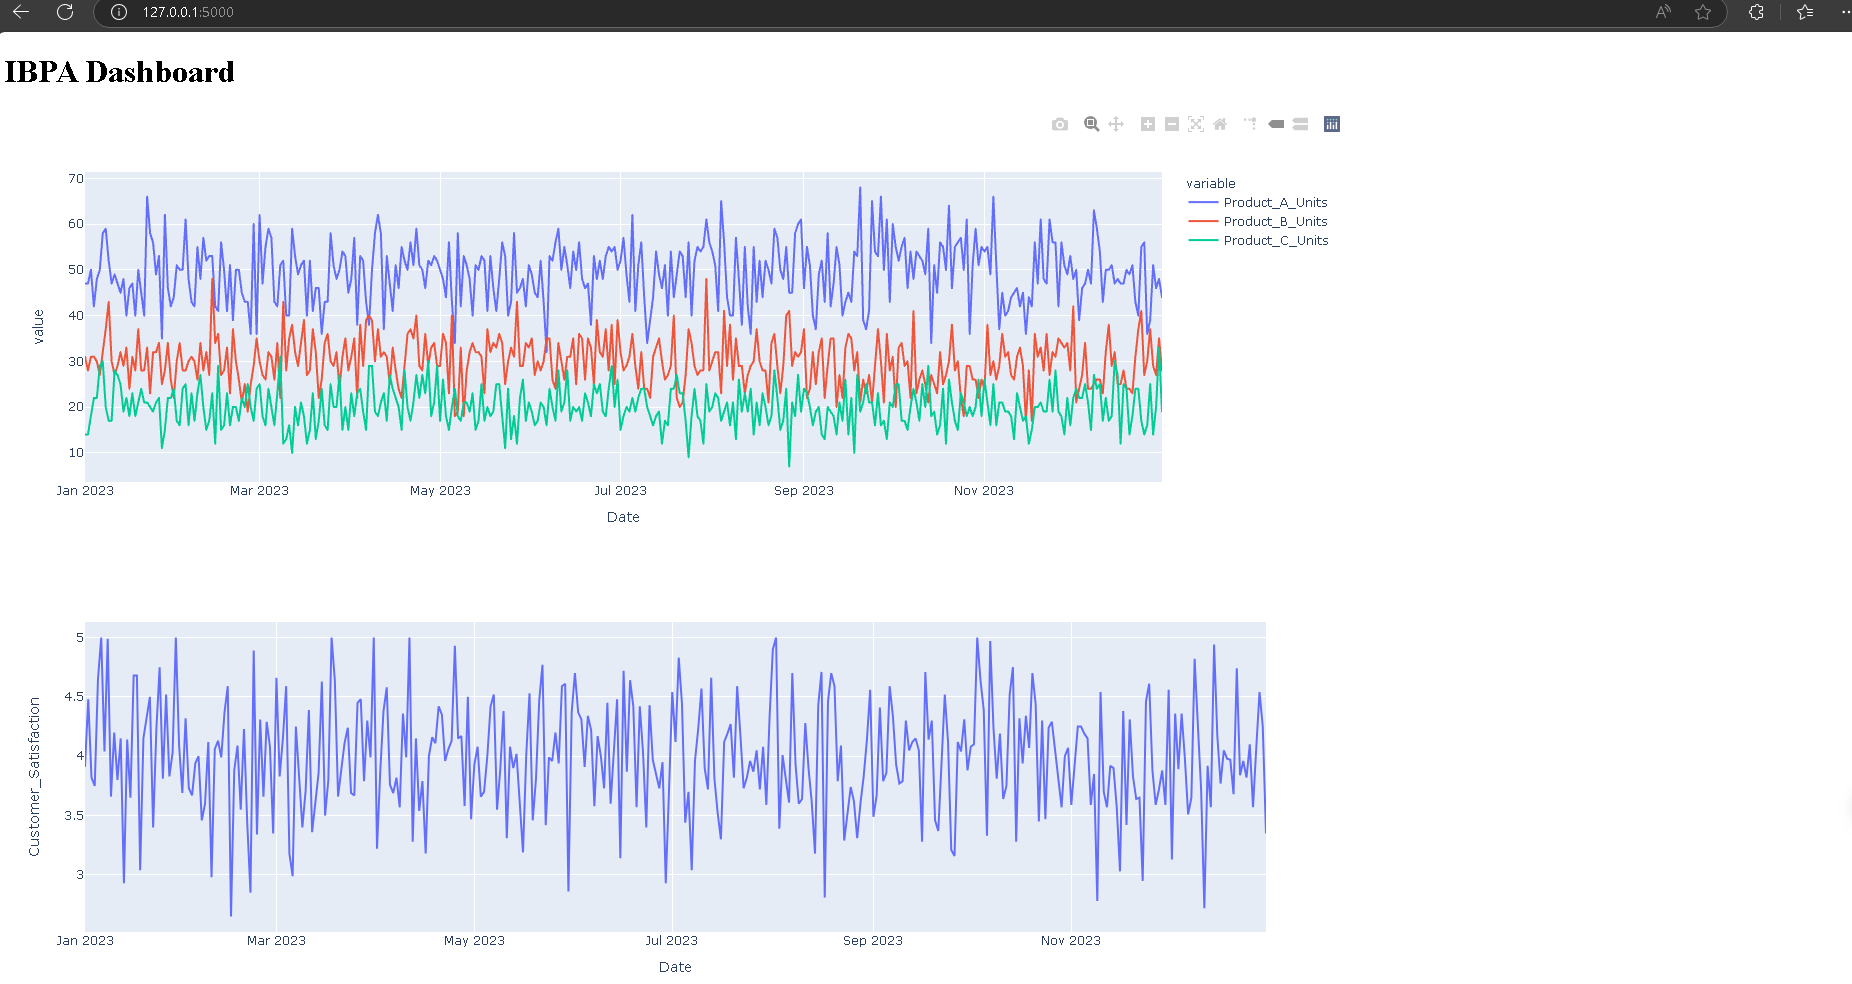 127.0.0.1:5000
IBPA Dashboard
70
60
50
40
30
20
10
value
Jan 2023 Mar 2023 May 2023 Jul 2023 Sep 2023 Nov 2023
Date
variable
Product_A_Units
Product_B_Units
Product_C_Units
5
4.5
4
3.5
3
Customer_Satisfaction
Jan 2023 Mar 2023 May 2023 Jul 2023 Sep 2023 Nov 2023
Date